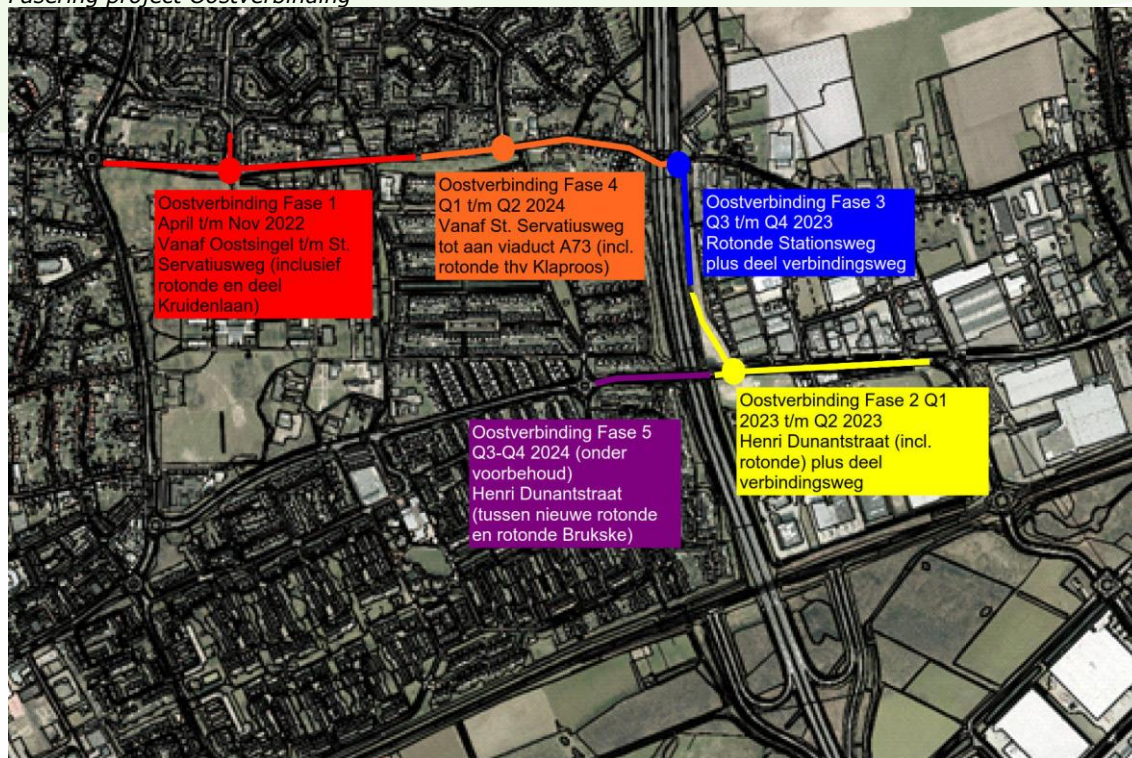 Fasering project Oostverbinding
Oostverbinding Fase 1
April t/m Nov 2022
Vanaf Oostsingel t/m St.
Servatiusweg (inclusief
rotonde en deel
Kruidenlaan)
Oostverbinding Fase 4
Q1 t/m Q2 2024
Vanaf St. Servatiusweg
tot aan viaduct A73 (incl.
rotonde thv Klaproos)
Oostverbinding Fase 3
Q3 t/m Q4 2023
Rotonde Stationsweg
plus deel verbindingsweg
Oostverbinding Fase 5
Q3-Q4 2024 (onder
voorbehoud)
Henri Dunantstraat
(tussen nieuwe rotonde
en rotonde Brukske)
Oostverbinding Fase 2 Q1
2023 t/m Q2 2023
Henri Dunantstraat (incl.
rotonde) plus deel
verbindingsweg